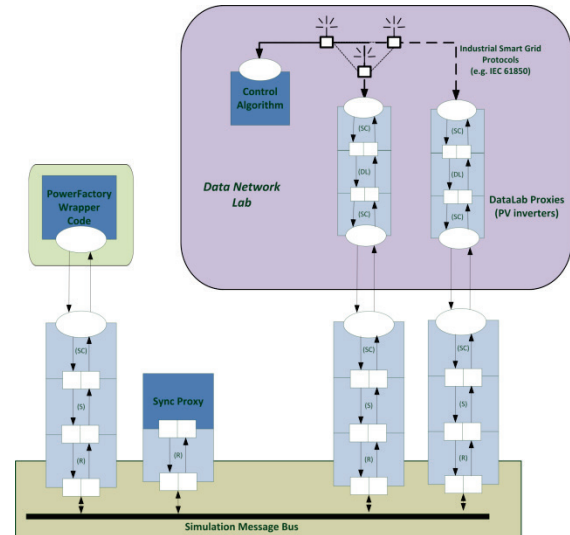 Industrial Smart Grid
Protocols
(e.g. IEC 61850)
Control
Algorithm
(SC)
(SC)
(DL)
(DL)
(SC)
(SC)
Data Network
Lab
DataLab Proxies
(PV inverters)
PowerFactory
Wrapper
Code
(SC)
(SC)
(SC)
Sync Proxy
(S)
(S)
(S)
(R)
(R)
(R)
(R)
Simulation Message Bus